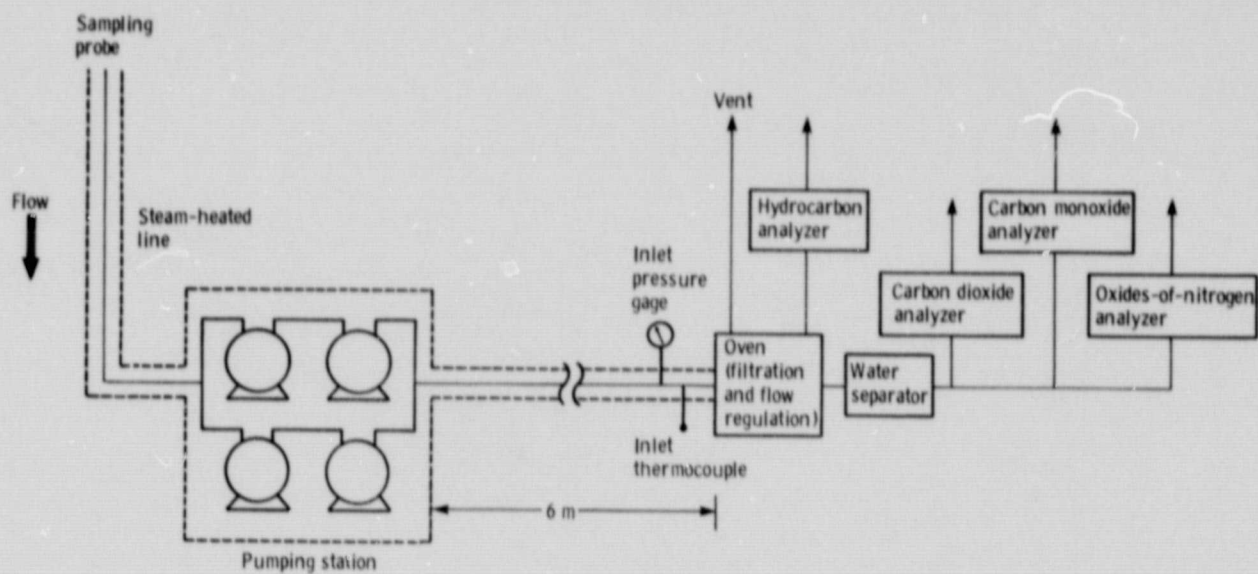 Sampling
probe
Flow
Steam-heated
line
Pumping station
6 m
Inlet
pressure
gage
Inlet
thermocouple
Vent
Oven
(filtration
and flow
regulation)
Hydrocarbon
analyzer
Water
separator
Carbon dioxide
analyzer
Carbon monoxide
analyzer
Oxides-of-nitrogen
analyzer